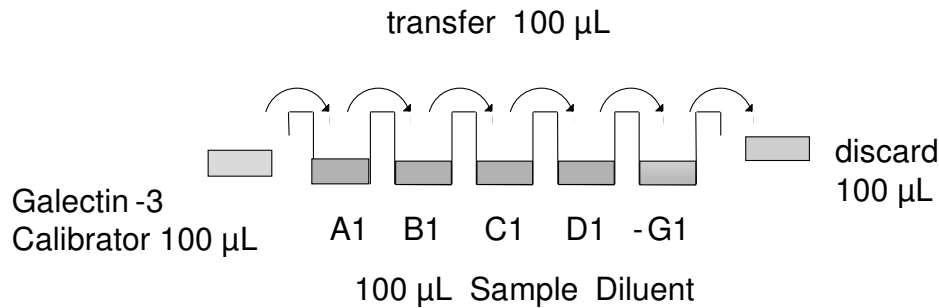 transfer 100 µL
discard
100 µL
Galectin -3
Calibrator 100 µL
A1 B1 C1 D1 - G1
100 µL Sample Diluent